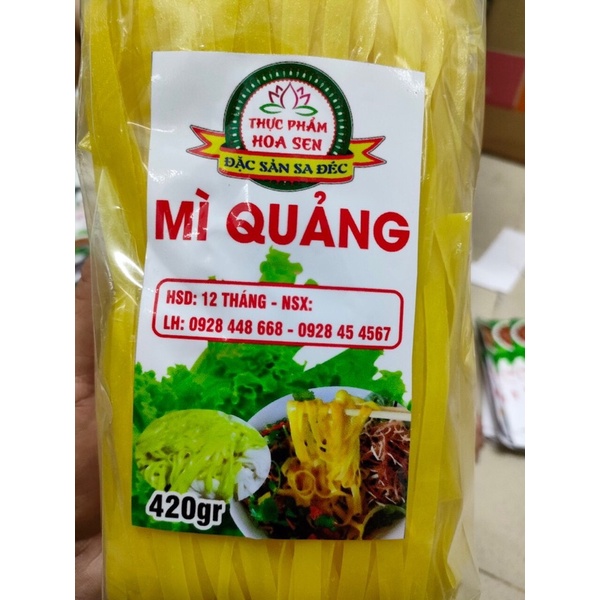 THỰC PHẨM
HOA SEN
ĐẶC SẢN SA ĐÉC
MÌ QUẢNG
HSD: 12 THÁNG - NSX:
LH: 0928 448 668 - 0928 45 4567
420gr